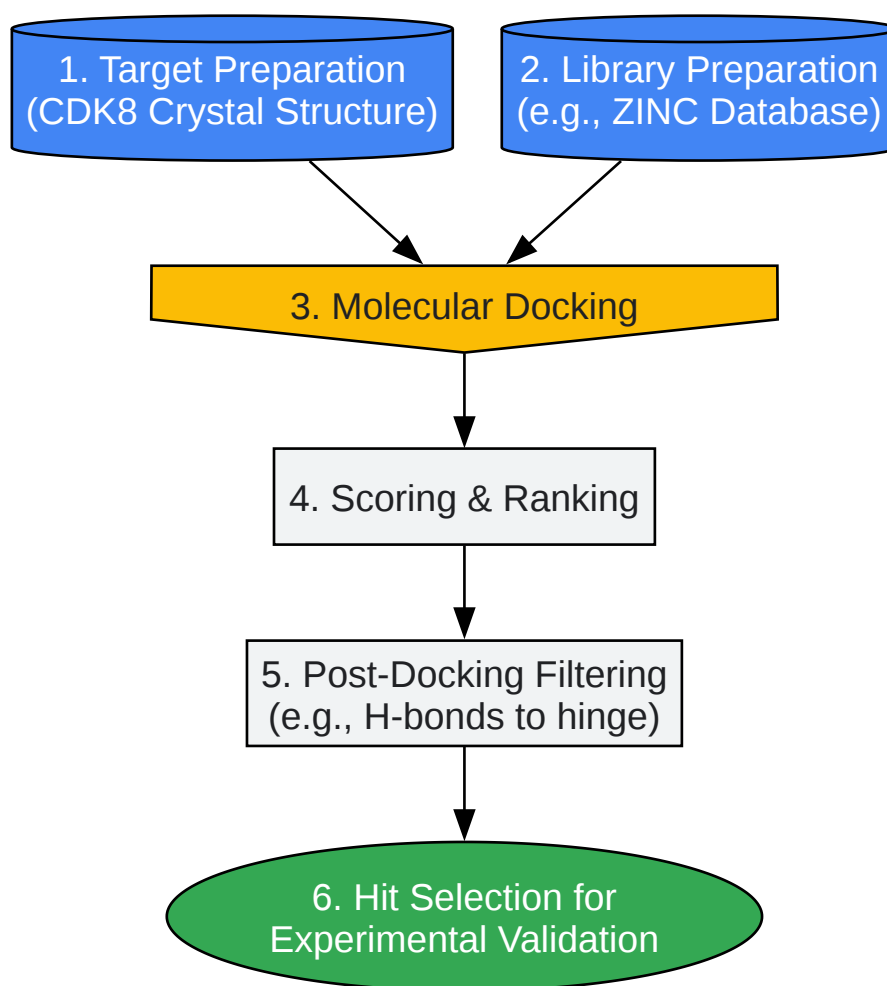 1. Target Preparation
(CDK8 Crystal Structure)
2. Library Preparation
(e.g., ZINC Database)
3. Molecular Docking
4. Scoring & Ranking
5. Post-Docking Filtering
(e.g., H-bonds to hinge)
6. Hit Selection for
Experimental Validation